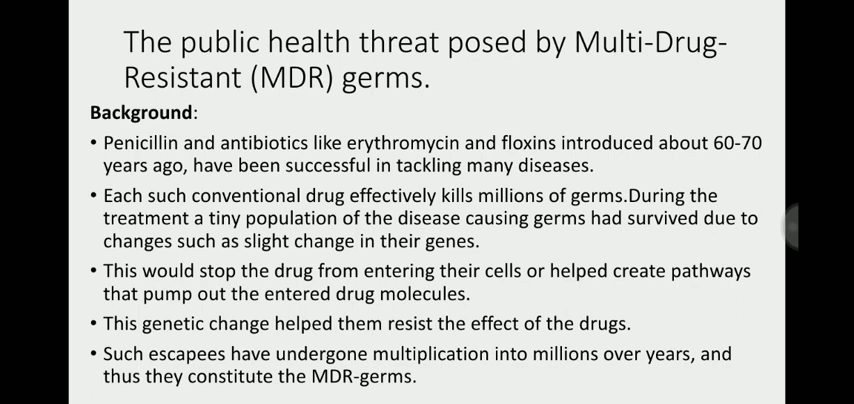 The public health threat posed by Multi-Drug-
Resistant (MDR) germs.
Background:
• Penicillin and antibiotics like erythromycin and floxins introduced about 60-70
years ago, have been successful in tackling many diseases.
• Each such conventional drug effectively kills millions of germs.During the
treatment a tiny population of the disease causing germs had survived due to
changes such as slight change in their genes.
• This would stop the drug from entering their cells or helped create pathways
that pump out the entered drug molecules.
• This genetic change helped them resist the effect of the drugs.
• Such escapees have undergone multiplication into millions over years, and
thus they constitute the MDR-germs.